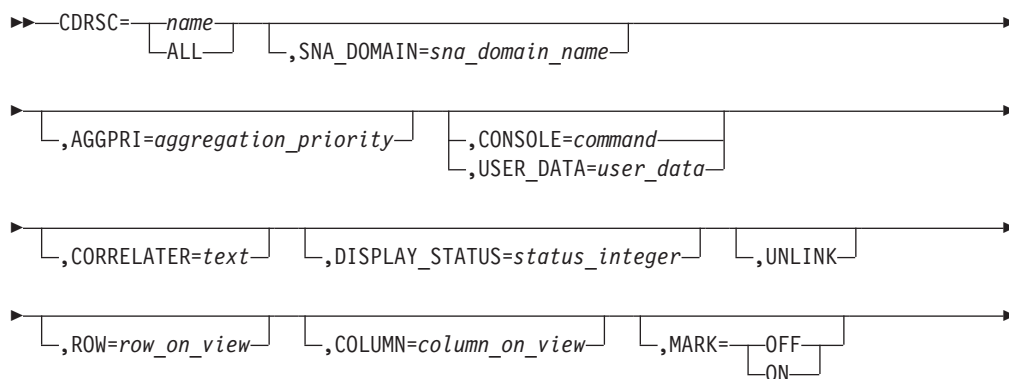 CDRSC= name
ALL
,SNA_DOMAIN=sna_domain_name
,AGGPRI=aggregation_priority
,CONSOLE=command
,USER_DATA=user_data
,CORRELATER=text
,DISPLAY_STATUS=status_integer
,UNLINK
,ROW=row_on_view
,COLUMN=column_on_view
,MARK= OFF
ON